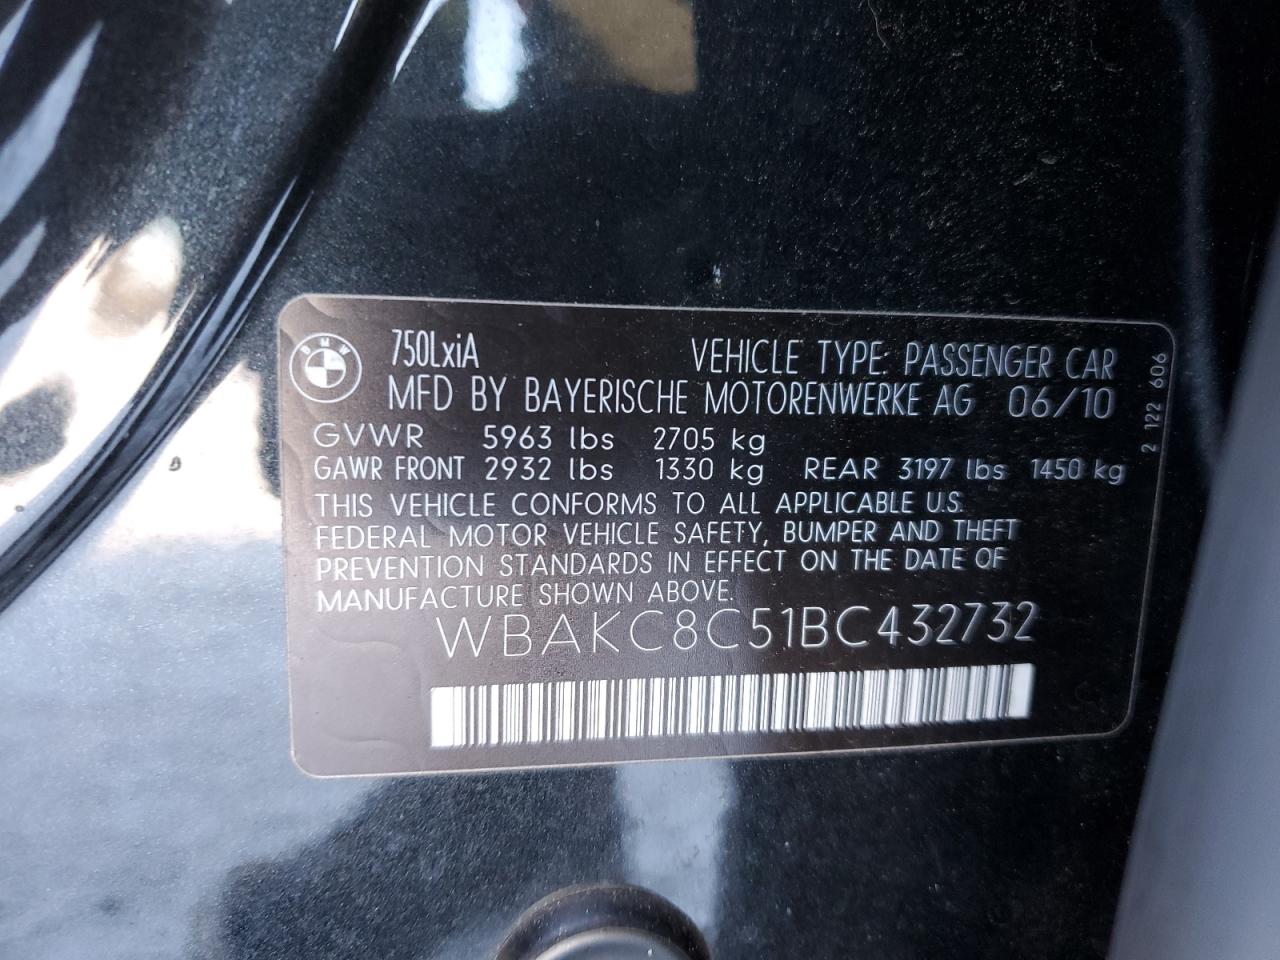 BMW
750LxiA VEHICLE TYPE: PASSENGER CAR
MFD BY BAYERISCHE MOTORENWERKE AG 06/10
GVWR 5963 lbs 2705 kg
GAWR FRONT 2932 lbs 1330 kg REAR 3197 lbs 1450 kg
THIS VEHICLE CONFORMS TO ALL APPLICABLE U.S.
FEDERAL MOTOR VEHICLE SAFETY, BUMPER AND THEFT
PREVENTION STANDARDS IN EFFECT ON THE DATE OF
MANUFACTURE SHOWN ABOVE.
WBAKC8C51BC432732
2 122 606